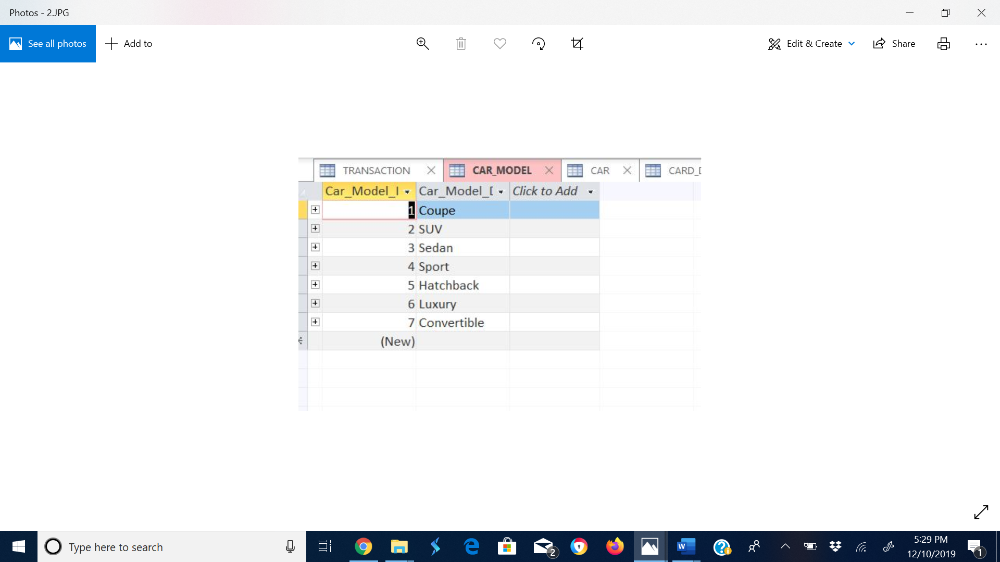 Photos - 2.JPG
See all photos
Add to
Edit & Create
Share
TRANSACTION CAR_MODEL CAR CARD_
Car_Model_I Car_Model_D Click to Add
1 Coupe
2 SUV
3 Sedan
4 Sport
5 Hatchback
6 Luxury
7 Convertible
(New)
Type here to search
W
2
5:29 PM
12/10/2019
1